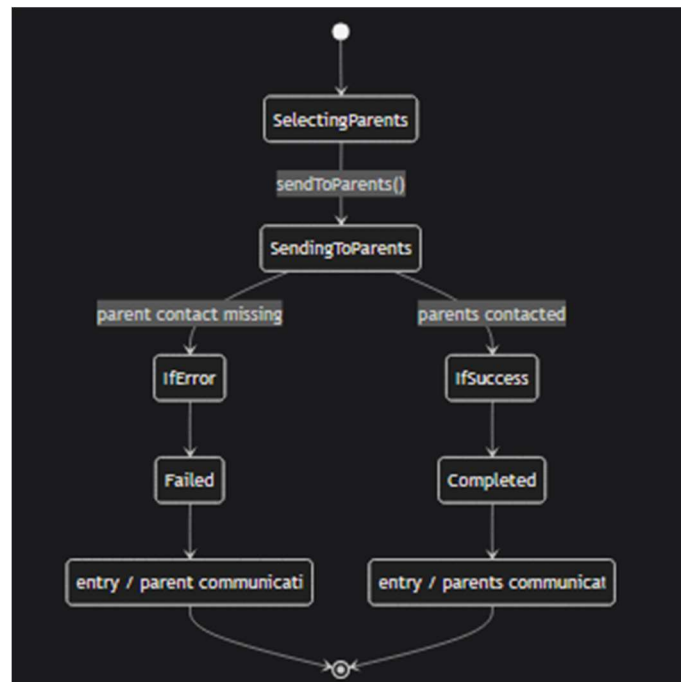 SelectingParents
sendToParents()
SendingToParents
parent contact missing
parents contacted
IfError
IfSuccess
Failed
Completed
entry / parent communicati
entry / parents communicat